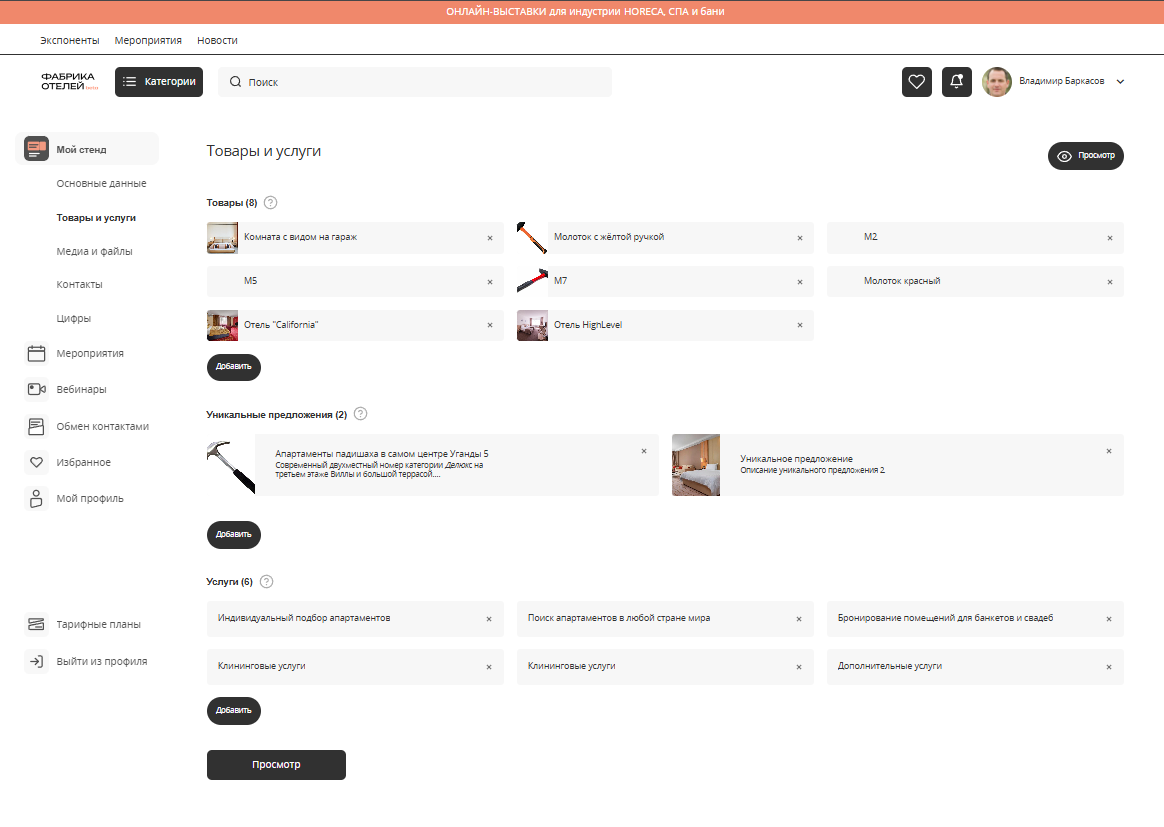 ОНЛАЙН-ВЫСТАВКИ для индустрии HORECA, СПА и бани
Экспоненты Мероприятия Новости
ФАБРИКА
ОТЕЛЕЙ beta
Категории
Поиск
Владимир Баркасов
Мой стенд
Основные данные
Товары и услуги
Медиа и файлы
Контакты
Цифры
Мероприятия
Вебинары
Обмен контактами
Избранное
Мой профиль
Тарифные планы
Выйти из профиля
Товары и услуги
Просмотр
Товары (8) ?
Комната с видом на гараж ×
Молоток с жёлтой ручкой ×
М2 ×
М5 ×
М7 ×
Молоток красный ×
Отель "California" ×
Отель HighLevel ×
Добавить
Уникальные предложения (2) ?
Апартаменты падишаха в самом центре Уганды 5 ×
Современный двухместный номер категории Делюкс на
третьем этаже Виллы и большой террасой....
Уникальное предложение ×
Описание уникального предложения 2
Добавить
Услуги (6) ?
Индивидуальный подбор апартаментов ×
Поиск апартаментов в любой стране мира ×
Бронирование помещений для банкетов и свадеб ×
Клининговые услуги ×
Клининговые услуги ×
Дополнительные услуги ×
Добавить
Просмотр